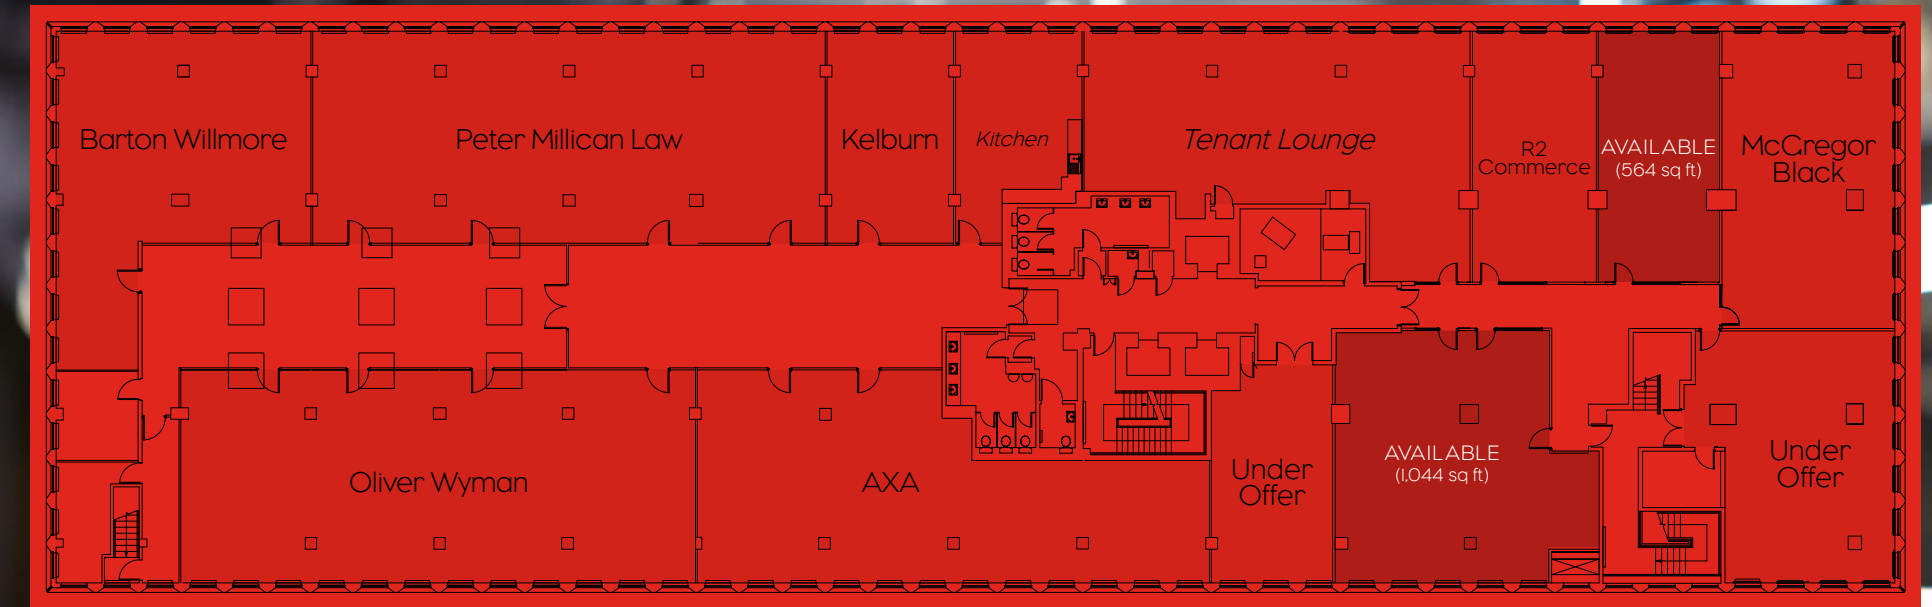 Barton Willmore
Peter Millican Law
Kelburn
Kitchen
Tenant Lounge
R2
Commerce
AVAILABLE
(564 sq ft)
McGregor
Black
Oliver Wyman
AXA
Under
Offer
AVAILABLE
(1,044 sq ft)
Under
Offer